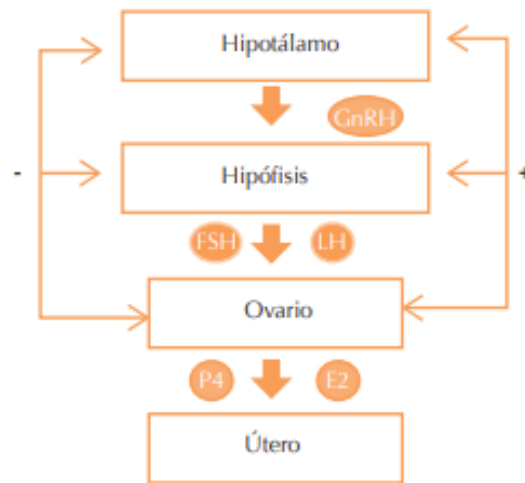 Hipotálamo
GnRH
-
+
Hipófisis
FSH
LH
Ovario
P4
E2
Útero